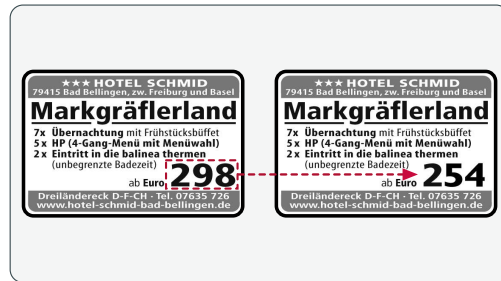 ★★★ HOTEL SCHMID
79415 Bad Bellingen, zw. Freiburg und Basel
Markgräflerland
7x Übernachtung mit Frühstücksbüffet
5x HP (4-Gang-Menü mit Menüwahl)
2x Eintritt in die balinea thermen
(unbegrenzte Badezeit)
ab Euro 298
Dreiländereck D-F-CH · Tel. 07635 726
www.hotel-schmid-bad-bellingen.de
★★★ HOTEL SCHMID
79415 Bad Bellingen, zw. Freiburg und Basel
Markgräflerland
7x Übernachtung mit Frühstücksbüffet
5x HP (4-Gang-Menü mit Menüwahl)
2x Eintritt in die balinea thermen
(unbegrenzte Badezeit)
ab Euro 254
Dreiländereck D-F-CH · Tel. 07635 726
www.hotel-schmid-bad-bellingen.de